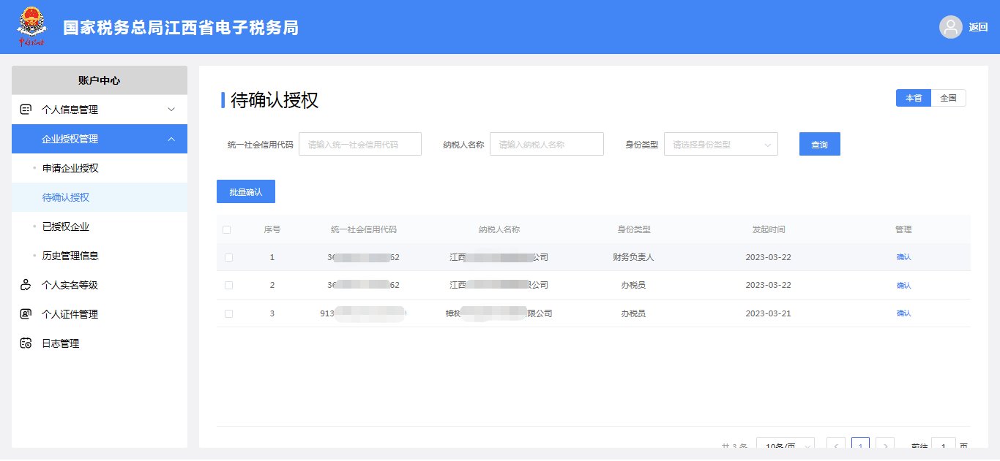 国家税务总局江西省电子税务局
返回
账户中心
个人信息管理
企业授权管理
申请企业授权
待确认授权
已授权企业
历史管理信息
个人实名等级
个人证件管理
日志管理
待确认授权
本省 全国
统一社会信用代码 请输入统一社会信用代码 纳税人名称 请输入纳税人名称 身份类型 请选择身份类型 查询
批量确认
序号 统一社会信用代码 纳税人名称 身份类型 发起时间 管理
1 36 62 江西 公司 财务负责人 2023-03-22 确认
2 36 62 江西 公司 办税员 2023-03-22 确认
3 913 樟树 限公司 办税员 2023-03-21 确认
共 3 条 10条/页 1 前往 1 页